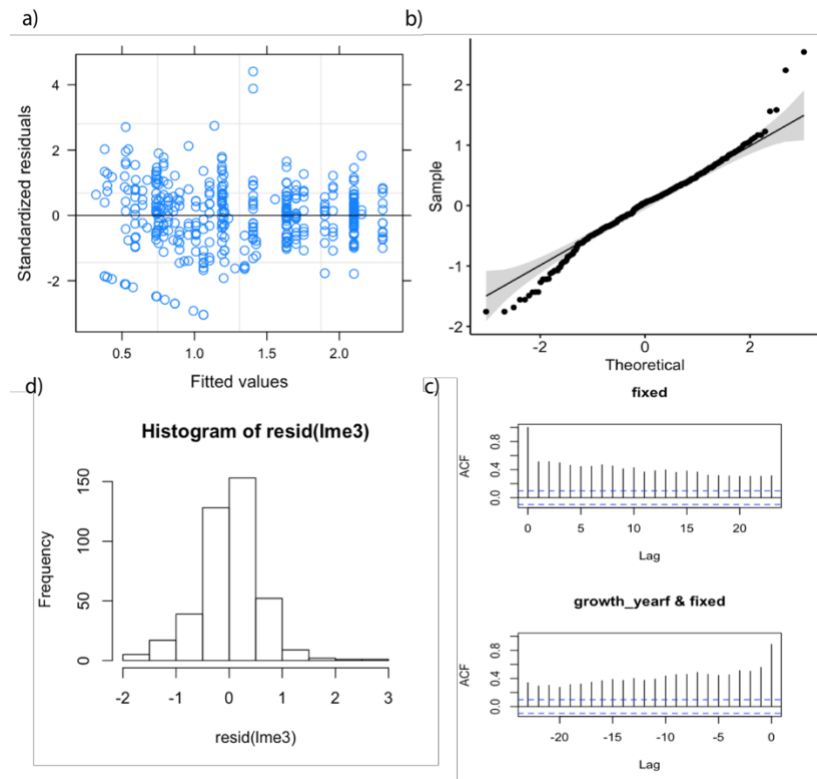 a)
4
2
0
-2
Standardized residuals
0.5 1.0 1.5 2.0
Fitted values
b)
2
1
0
-1
-2
Sample
-2 0 2
Theoretical
d)
Histogram of resid(lme3)
150
100
50
0
Frequency
-2 -1 0 1 2 3
resid(lme3)
c)
fixed
0.8
0.4
0.0
ACF
0 5 10 15 20
Lag
growth_yearf & fixed
0.8
0.4
0.0
ACF
-20 -15 -10 -5 0
Lag